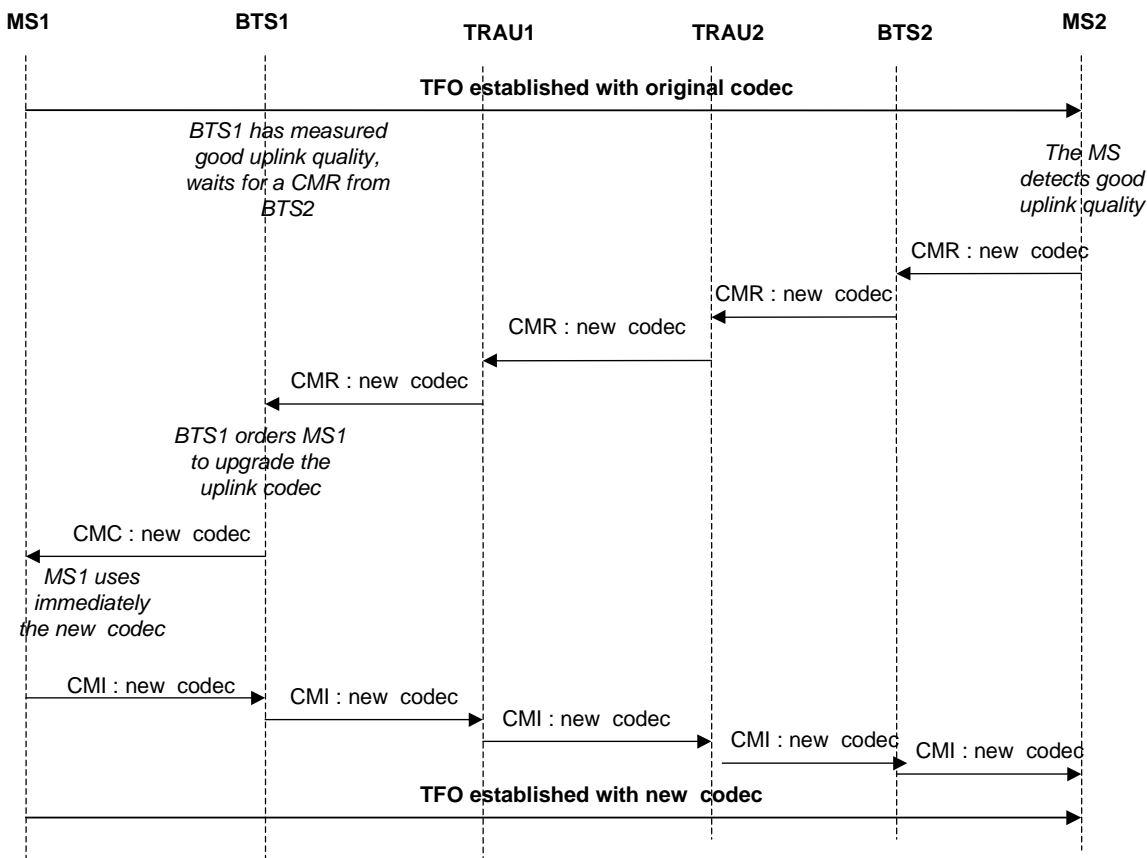 MS1
BTS1
TRAU1
TRAU2
BTS2
MS2
TFO established with original codec
BTS1 has measured
good uplink quality,
waits for a CMR from
BTS2
The MS
detects good
uplink quality
CMR : new codec
CMR : new codec
CMR : new codec
CMR : new codec
BTS1 orders MS1
to upgrade the
uplink codec
CMC : new codec
MS1 uses
immediately
the new codec
CMI : new codec
CMI : new codec
CMI : new codec
CMI : new codec
CMI : new codec
TFO established with new codec